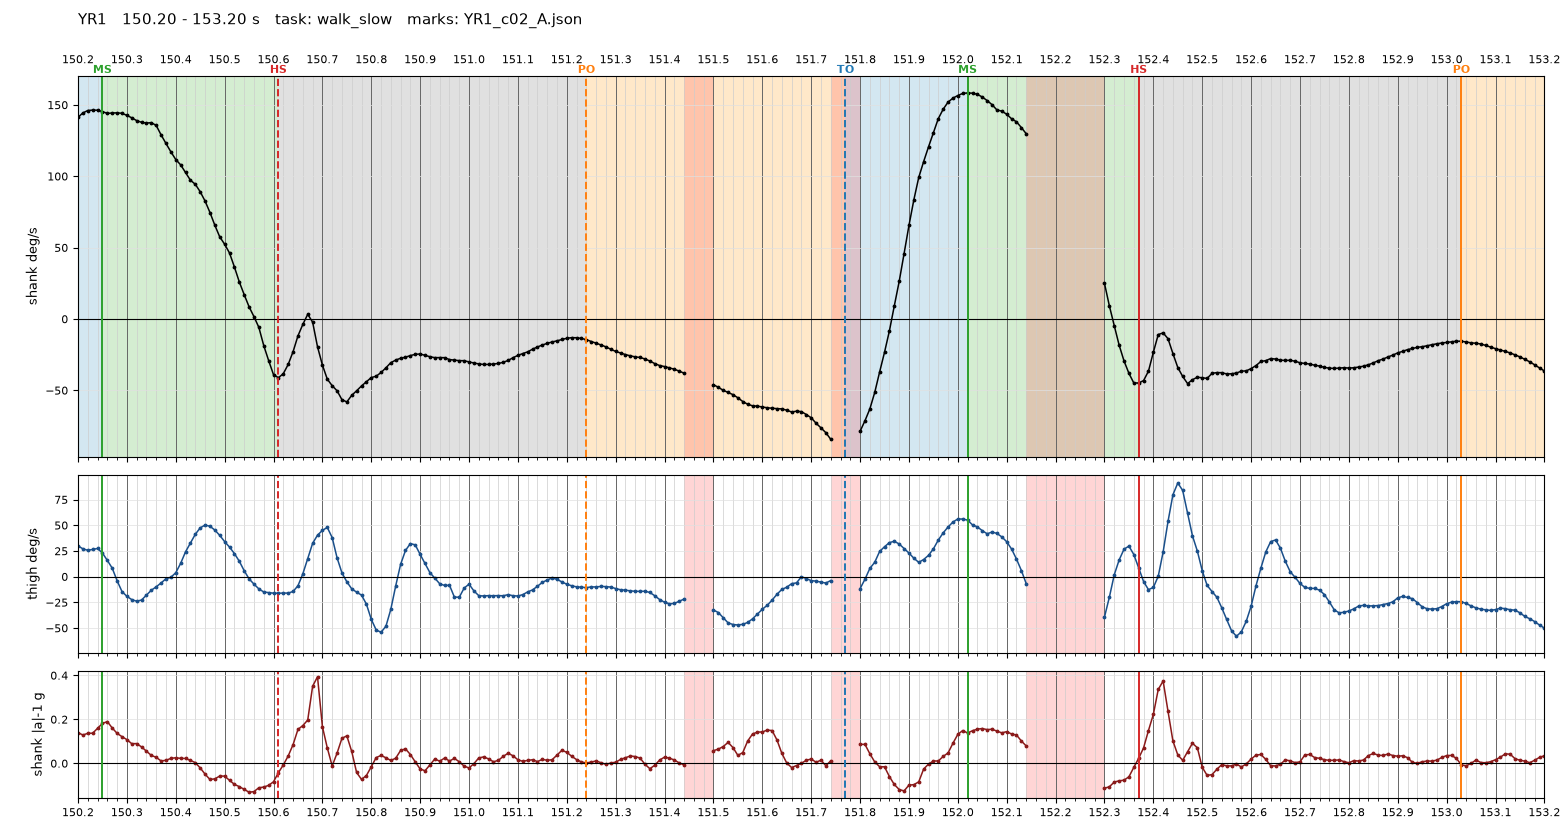 YR1   150.20 - 153.20 s   task: walk_slow   marks: YR1_c02_A.json
150.2 150.3 150.4 150.5 150.6 150.7 150.8 150.9 151.0 151.1 151.2 151.3 151.4 151.5 151.6 151.7 151.8 151.9 152.0 152.1 152.2 152.3 152.4 152.5 152.6 152.7 152.8 152.9 153.0 153.1 153.2
MS HS PO TO MS HS PO
150
100
50
0
−50
shank deg/s
75
50
25
0
−25
−50
thigh deg/s
0.4
0.2
0.0
shank |a|-1 g
150.2 150.3 150.4 150.5 150.6 150.7 150.8 150.9 151.0 151.1 151.2 151.3 151.4 151.5 151.6 151.7 151.8 151.9 152.0 152.1 152.2 152.3 152.4 152.5 152.6 152.7 152.8 152.9 153.0 153.1 153.2